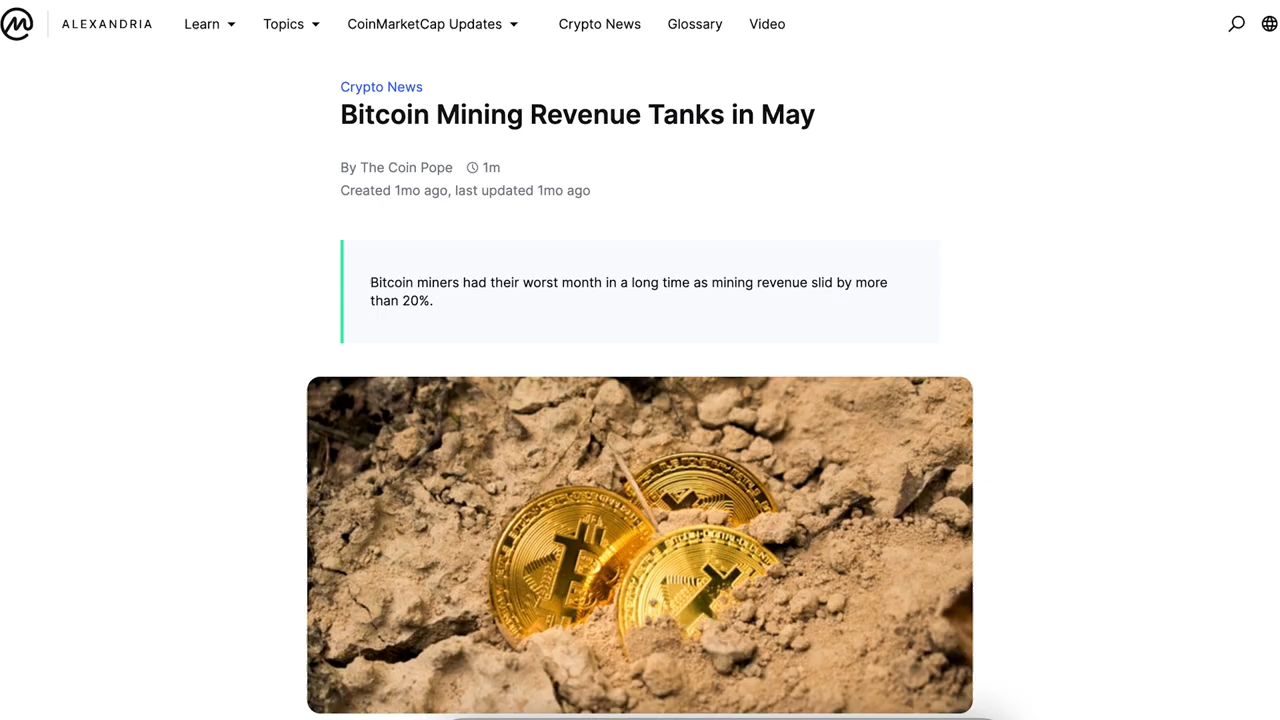 ALEXANDRIA Learn Topics CoinMarketCap Updates Crypto News Glossary Video
Crypto News
Bitcoin Mining Revenue Tanks in May
By The Coin Pope 1m
Created 1mo ago, last updated 1mo ago
Bitcoin miners had their worst month in a long time as mining revenue slid by more
than 20%.